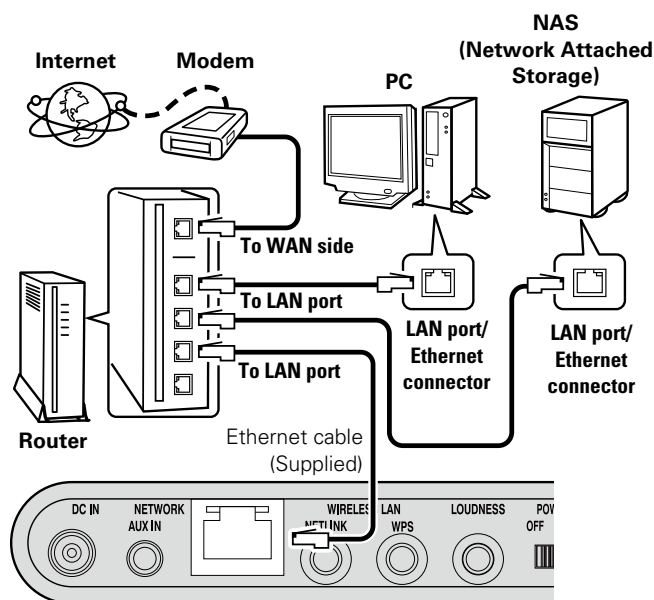 NAS
(Network Attached
Storage)
Internet
Modem
PC
To WAN side
To LAN port
LAN port/
Ethernet
connector
LAN port/
Ethernet
connector
To LAN port
Router
Ethernet cable
(Supplied)
DC IN
NETWORK
AUX IN
WIRELES LAN
NETLINK
WPS
LOUDNESS
POW
OFF